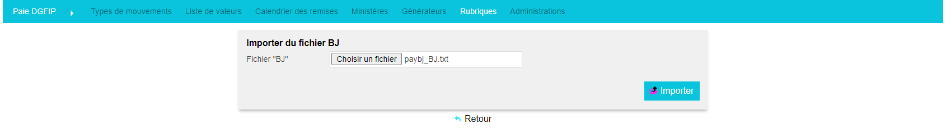 Paie DGFIP Types de mouvements Liste de valeurs Calendrier des remises Ministères Générateurs Rubriques Administrations
Importer du fichier BJ
Fichier "BJ" Choisir un fichier paybj_BJ.txt
Importer
Retour